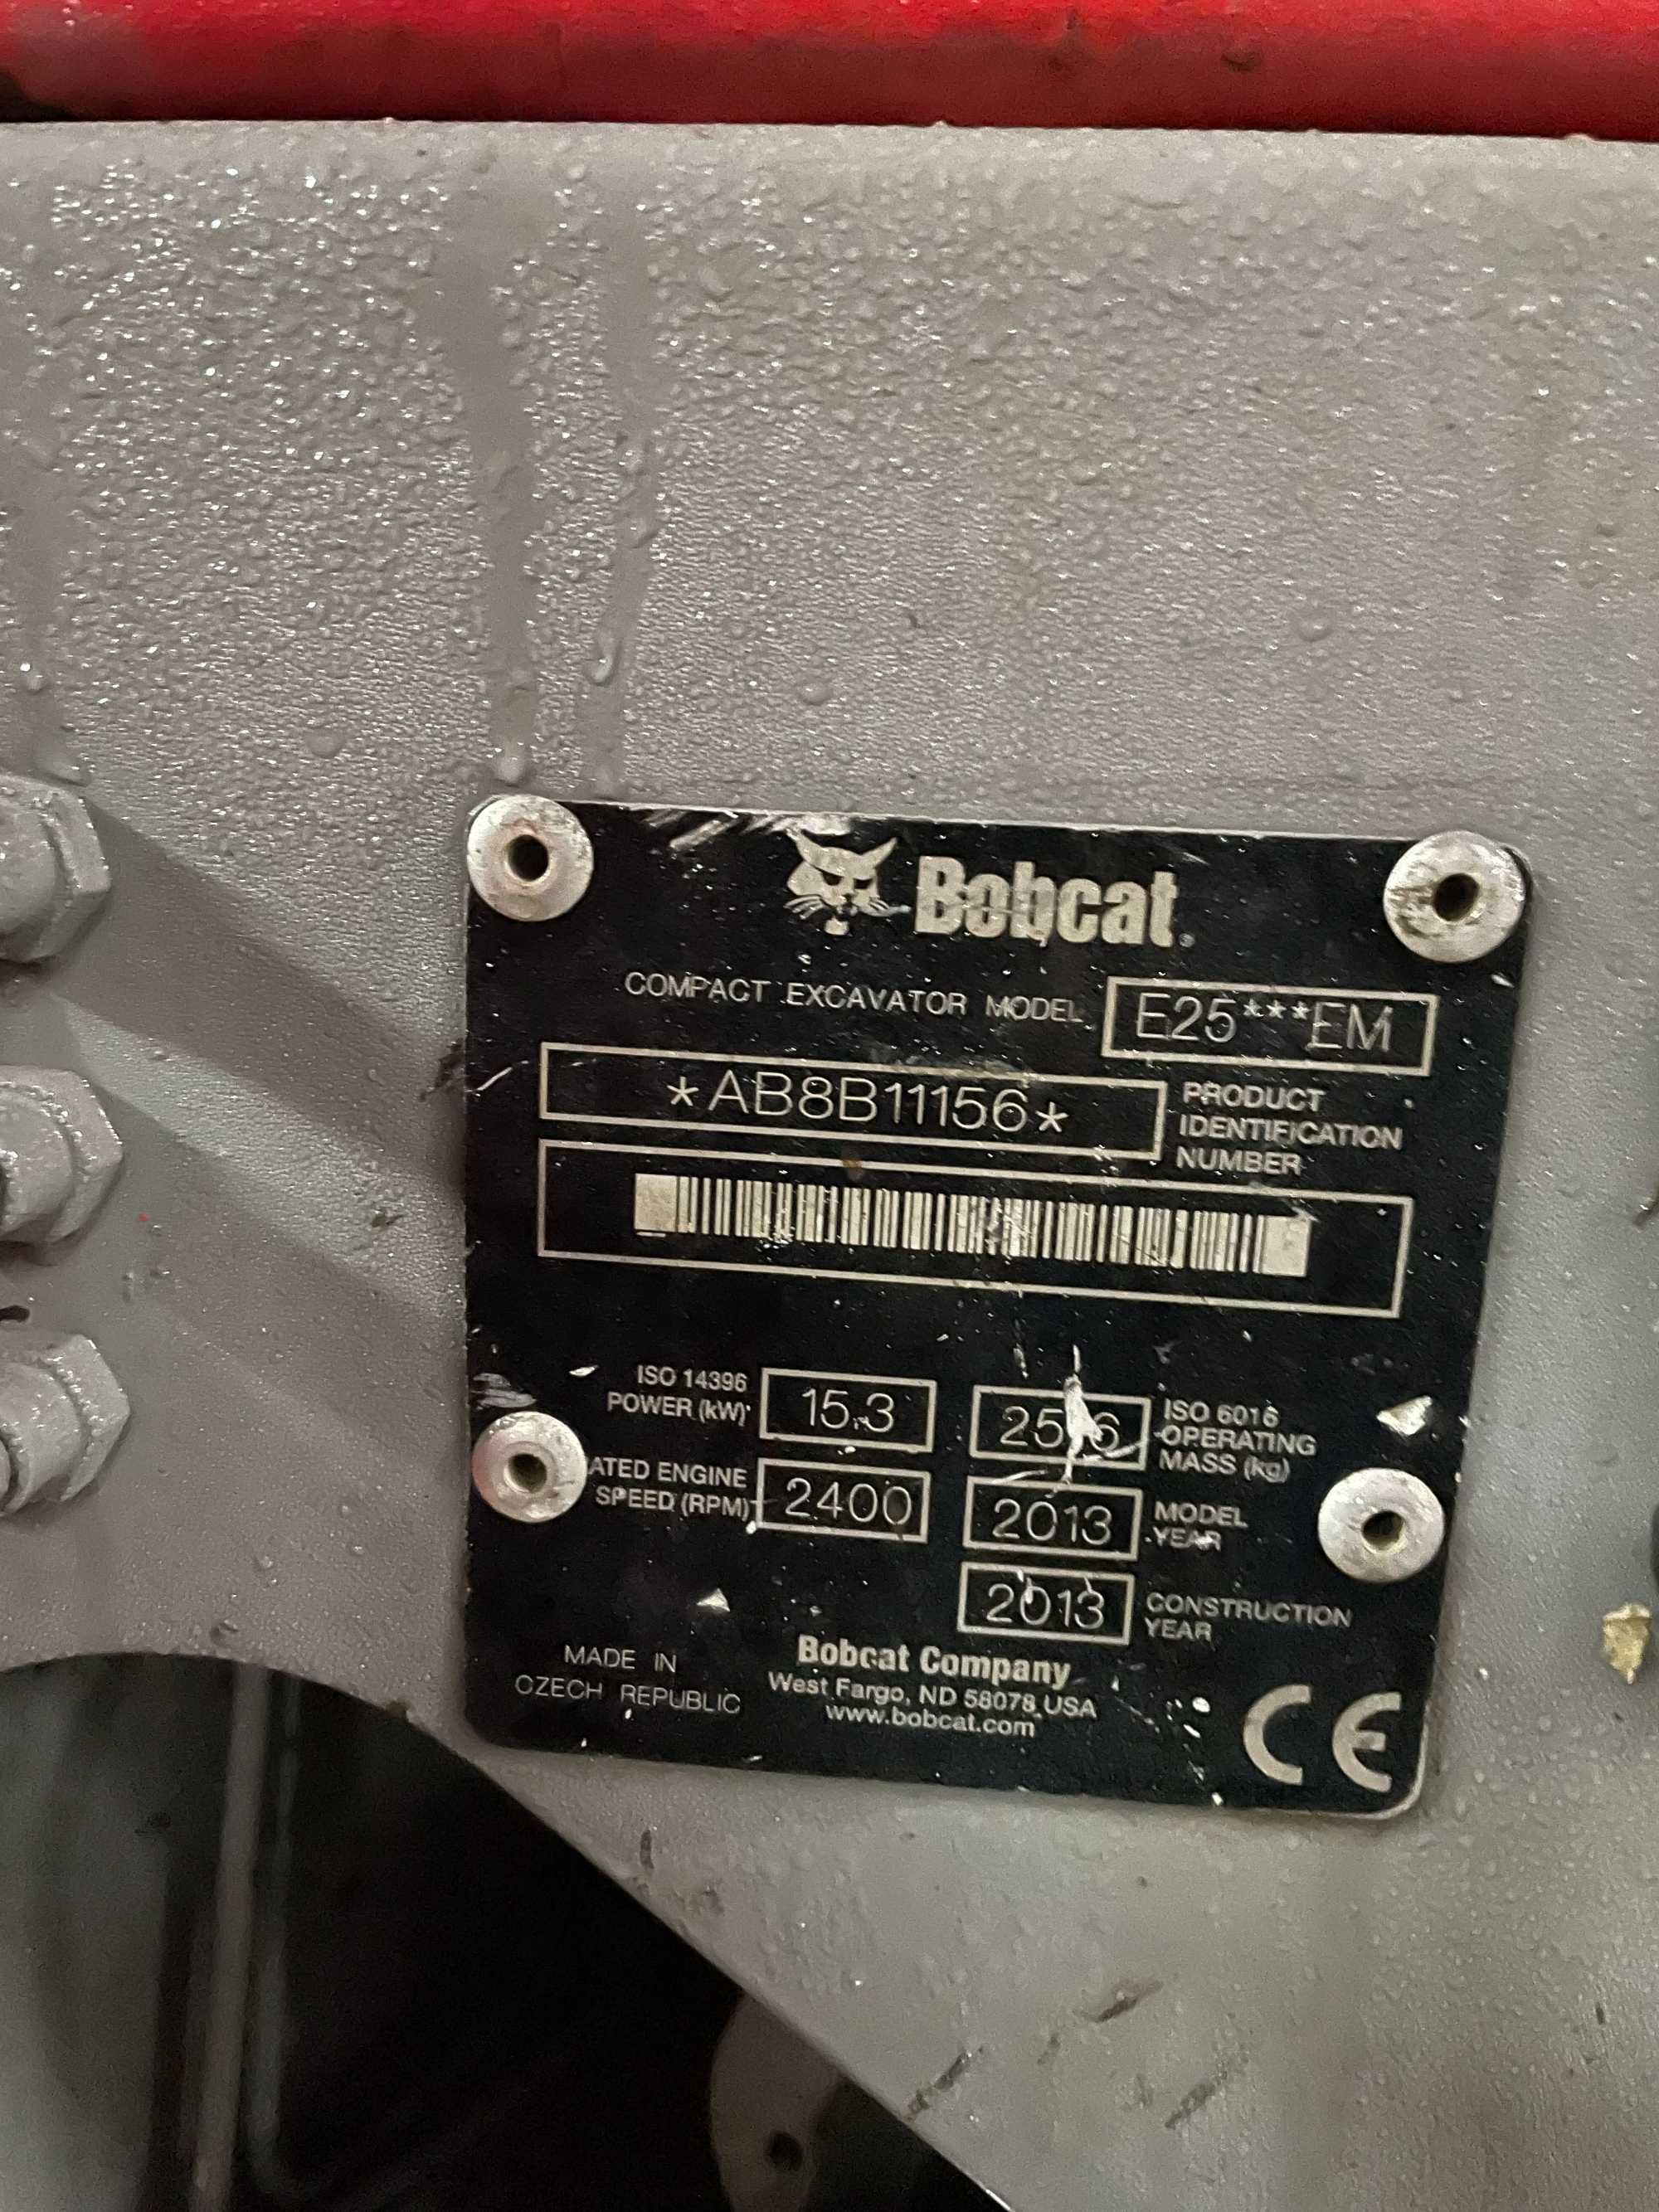 Bobcat®
COMPACT EXCAVATOR MODEL E25***EM
*AB8B11156*
PRODUCT
IDENTIFICATION
NUMBER
ISO 14396
POWER (kW)
15.3
ISO 6016
OPERATING
MASS (kg)
ATED ENGINE
SPEED (RPM)
2400
2013
MODEL
YEAR
2013
CONSTRUCTION
YEAR
MADE IN
CZECH REPUBLIC
Bobcat Company
West Fargo, ND 58078 USA
www.bobcat.com
CE